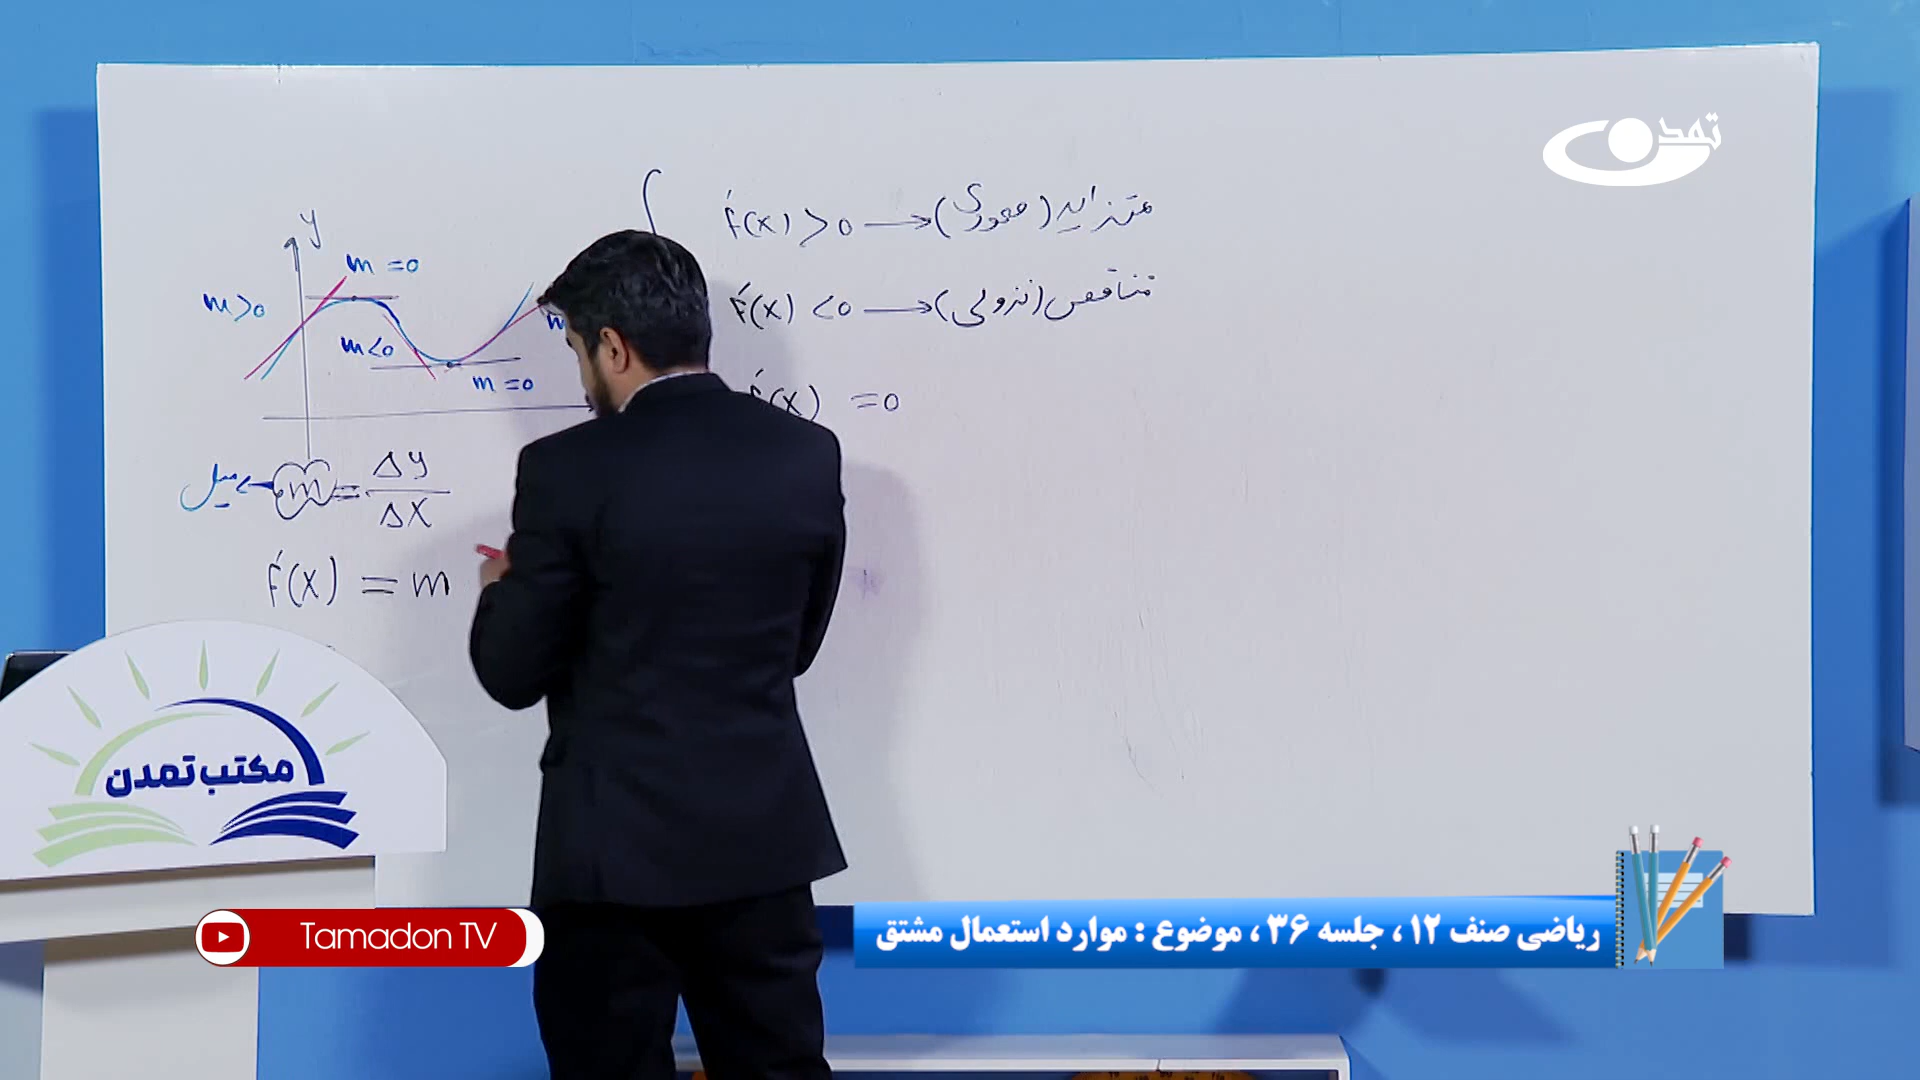 تمدن
y
m = 0
m > 0
m < 0
m = 0
m
میل
m = Δy / Δx
f́(x) = m
f́(x) > 0 → متزاید (صعودی)
f́(x) < 0 → متناقص (نزولی)
f́(x) = 0
مکتب تمدن
Tamadon TV
ریاضی صنف ۱۲ ، جلسه ۳۶ ، موضوع : موارد استعمال مشتق